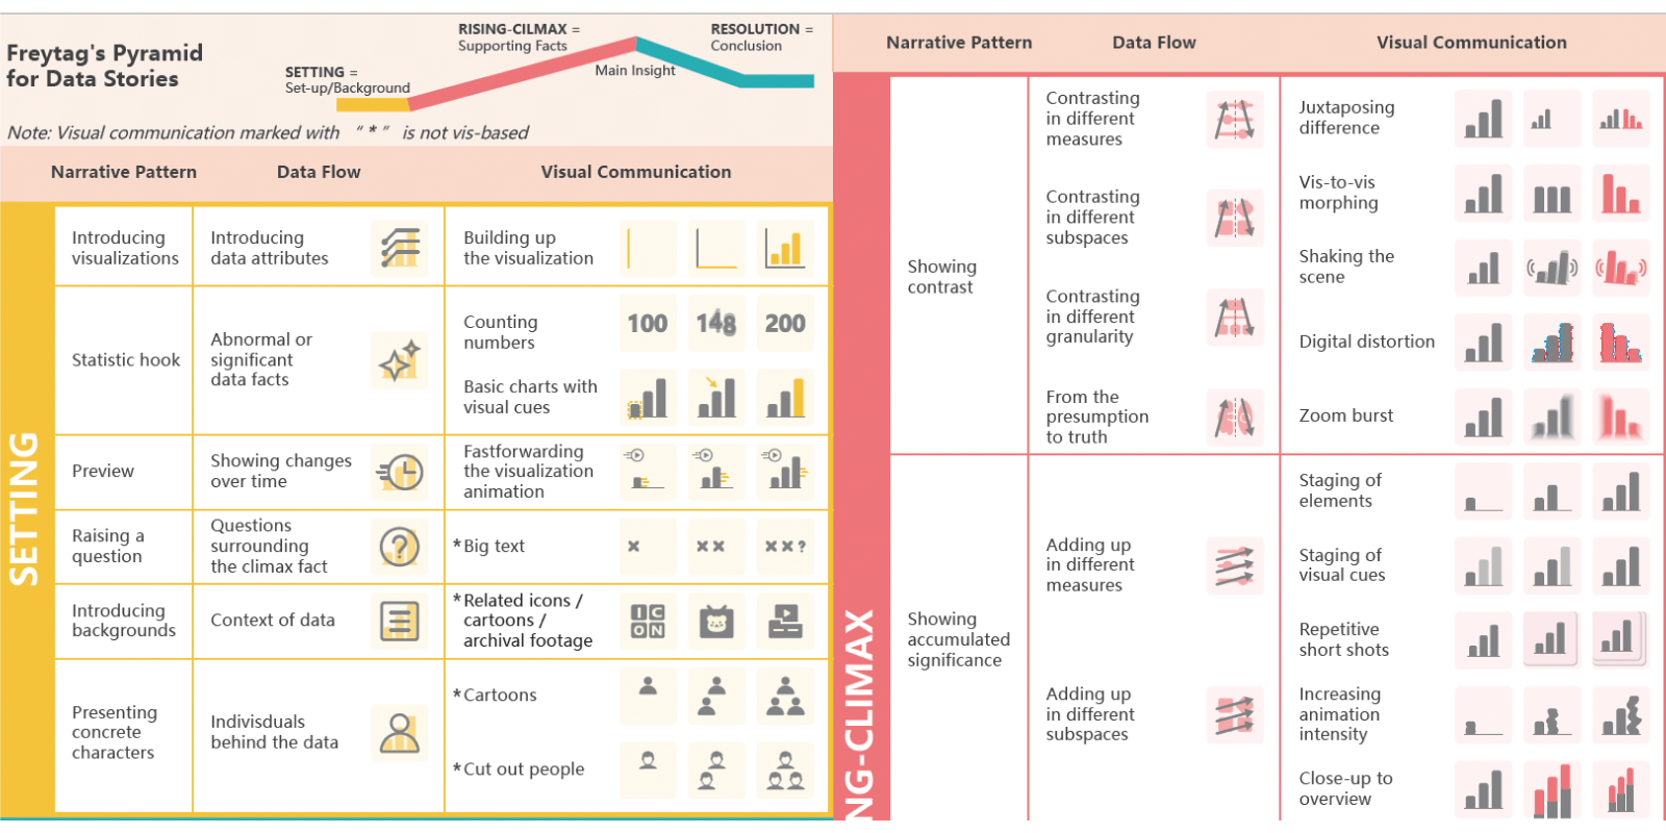 Freytag's Pyramid
for Data Stories
SETTING =
Set-up/Background
RISING-CILMAX =
Supporting Facts
Main Insight
RESOLUTION =
Conclusion
Note: Visual communication marked with “ * ” is not vis-based
Narrative Pattern
Data Flow
Visual Communication
SETTING
Introducing
visualizations
Introducing
data attributes
Building up
the visualization
Statistic hook
Abnormal or
significant
data facts
Counting
numbers
100
148
200
Basic charts with
visual cues
Preview
Showing changes
over time
Fastforwarding
the visualization
animation
Raising a
question
Questions
surrounding
the climax fact
?
*Big text
×
××
××?
Introducing
backgrounds
Context of data
*Related icons /
cartoons /
archival footage
IC
ON
Presenting
concrete
characters
Indivisduals
behind the data
*Cartoons
*Cut out people
Narrative Pattern
Data Flow
Visual Communication
NG-CLIMAX
Showing
contrast
Contrasting
in different
measures
Contrasting
in different
subspaces
Contrasting
in different
granularity
From the
presumption
to truth
Juxtaposing
difference
Vis-to-vis
morphing
Shaking the
scene
Digital distortion
Zoom burst
Showing
accumulated
significance
Adding up
in different
measures
Adding up
in different
subspaces
Staging of
elements
Staging of
visual cues
Repetitive
short shots
Increasing
animation
intensity
Close-up to
overview